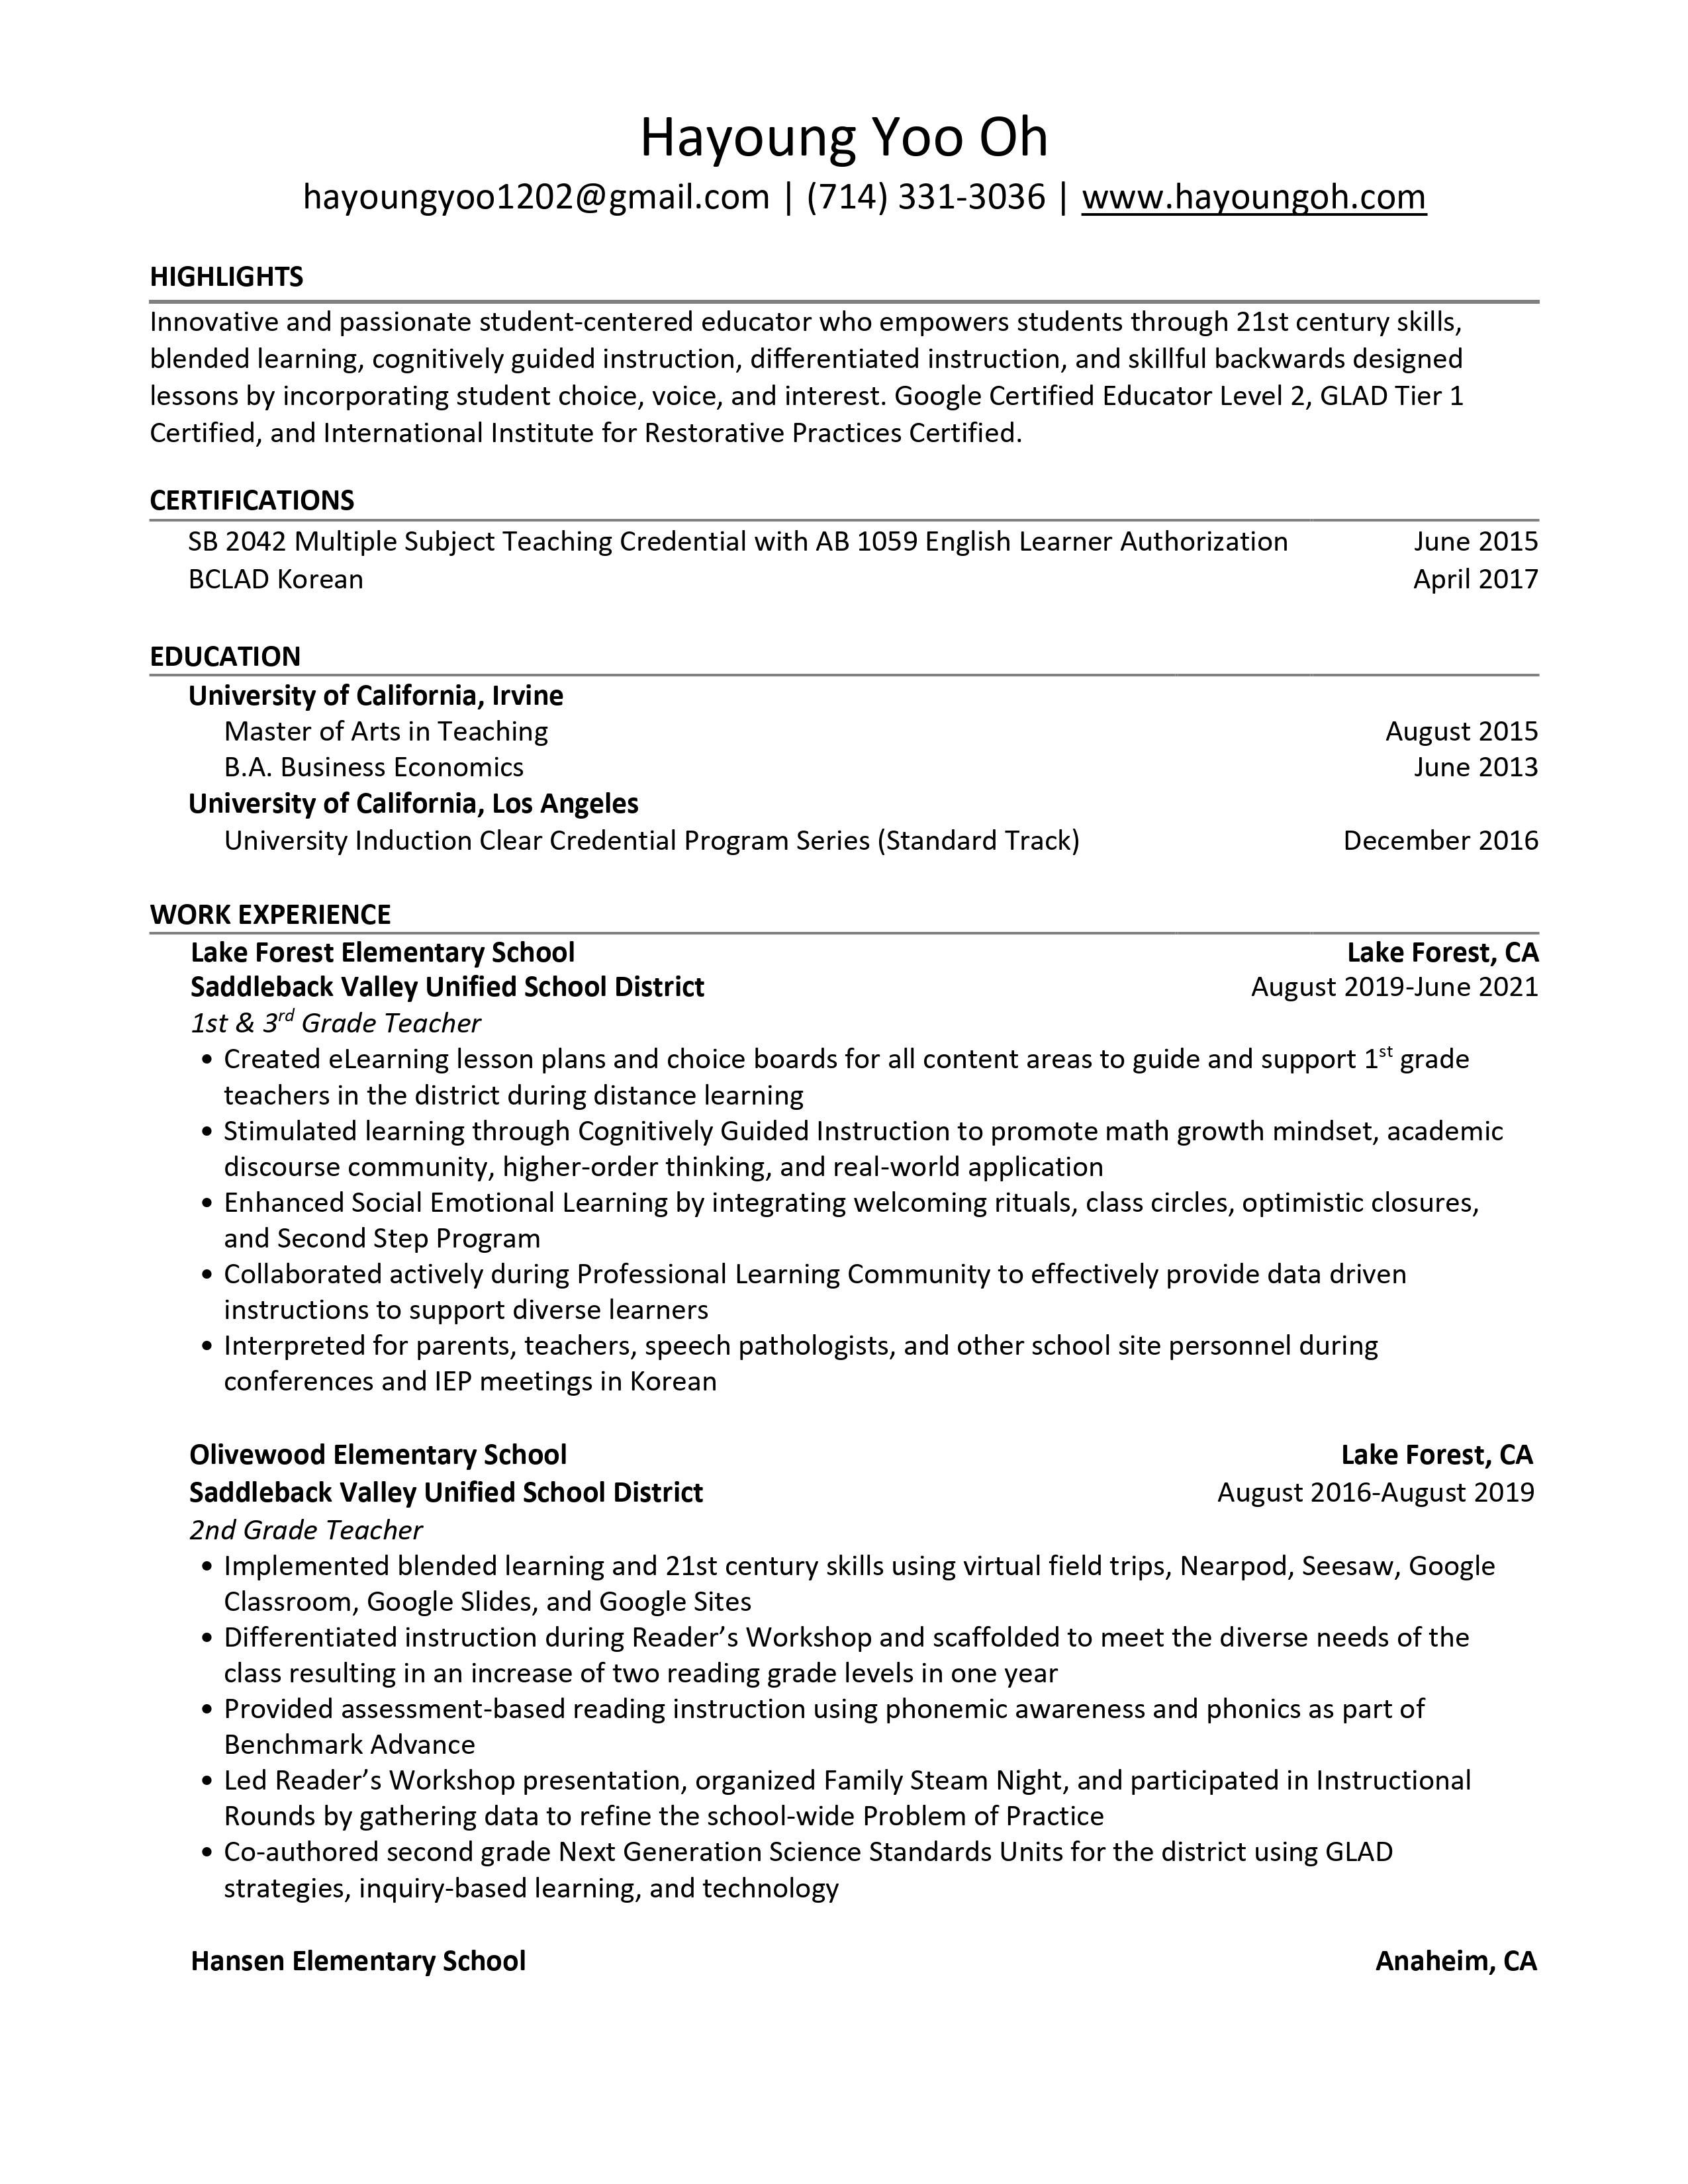 Hayoung Yoo Oh
hayoungyoo1202@gmail.com | (714) 331-3036 | www.hayoungoh.com
HIGHLIGHTS
Innovative and passionate student-centered educator who empowers students through 21st century skills,
blended learning, cognitively guided instruction, differentiated instruction, and skillful backwards designed
lessons by incorporating student choice, voice, and interest. Google Certified Educator Level 2, GLAD Tier 1
Certified, and International Institute for Restorative Practices Certified.
CERTIFICATIONS
SB 2042 Multiple Subject Teaching Credential with AB 1059 English Learner Authorization June 2015
BCLAD Korean April 2017
EDUCATION
University of California, Irvine
Master of Arts in Teaching August 2015
B.A. Business Economics June 2013
University of California, Los Angeles
University Induction Clear Credential Program Series (Standard Track) December 2016
WORK EXPERIENCE
Lake Forest Elementary School Lake Forest, CA
Saddleback Valley Unified School District August 2019-June 2021
1st & 3rd Grade Teacher
• Created eLearning lesson plans and choice boards for all content areas to guide and support 1st grade
teachers in the district during distance learning
• Stimulated learning through Cognitively Guided Instruction to promote math growth mindset, academic
discourse community, higher-order thinking, and real-world application
• Enhanced Social Emotional Learning by integrating welcoming rituals, class circles, optimistic closures,
and Second Step Program
• Collaborated actively during Professional Learning Community to effectively provide data driven
instructions to support diverse learners
• Interpreted for parents, teachers, speech pathologists, and other school site personnel during
conferences and IEP meetings in Korean
Olivewood Elementary School Lake Forest, CA
Saddleback Valley Unified School District August 2016-August 2019
2nd Grade Teacher
• Implemented blended learning and 21st century skills using virtual field trips, Nearpod, Seesaw, Google
Classroom, Google Slides, and Google Sites
• Differentiated instruction during Reader’s Workshop and scaffolded to meet the diverse needs of the
class resulting in an increase of two reading grade levels in one year
• Provided assessment-based reading instruction using phonemic awareness and phonics as part of
Benchmark Advance
• Led Reader’s Workshop presentation, organized Family Steam Night, and participated in Instructional
Rounds by gathering data to refine the school-wide Problem of Practice
• Co-authored second grade Next Generation Science Standards Units for the district using GLAD
strategies, inquiry-based learning, and technology
Hansen Elementary School Anaheim, CA